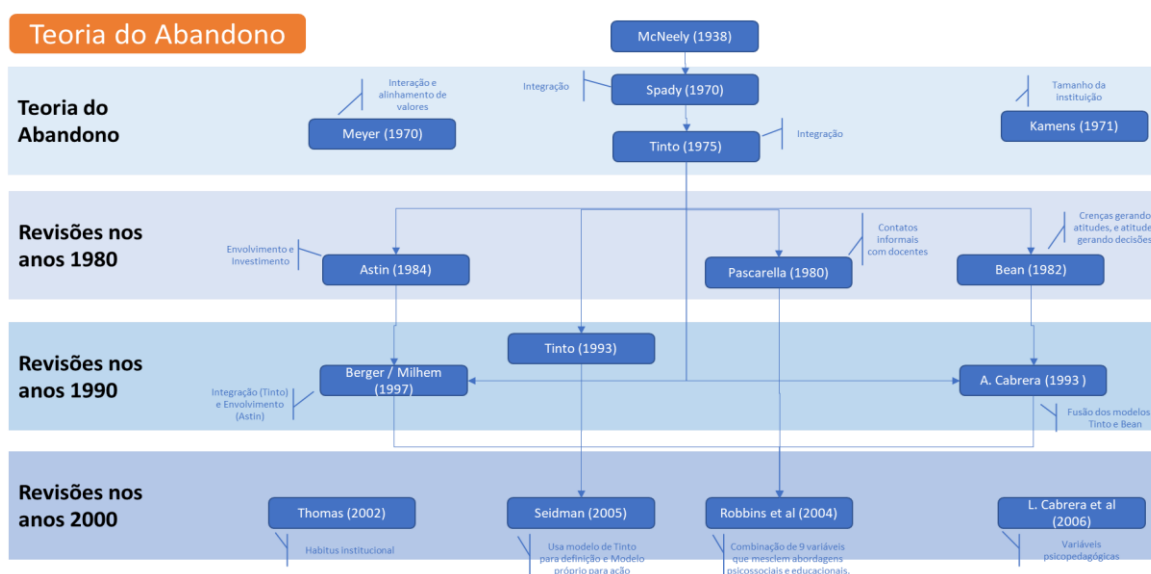 Teoria do Abandono
McNeely (1938)
Teoria do
Abandono
Interação e
alinhamento de
valores
Meyer (1970)
Integração
Spady (1970)
Tinto (1975)
Integração
Tamanho da
instituição
Kamens (1971)
Revisões nos
anos 1980
Envolvimento e
Investimento
Astin (1984)
Contatos
informais
com docentes
Pascarella (1980)
Crenças gerando
atitudes, e atitude
gerando decisões
Bean (1982)
Revisões nos
anos 1990
Tinto (1993)
Berger / Milhem
(1997)
Integração (Tinto)
e Envolvimento
(Astin)
A. Cabrera (1993 )
Fusão dos modelos
Tinto e Bean
Revisões nos
anos 2000
Thomas (2002)
Habitus institucional
Seidman (2005)
Usa modelo de Tinto
para definição e Modelo
próprio para ação
Robbins et al (2004)
Combinação de 9 variáveis
que mesclem abordagens
psicossociais e educacionais.
L. Cabrera et al
(2006)
Variáveis
psicopedagógicas